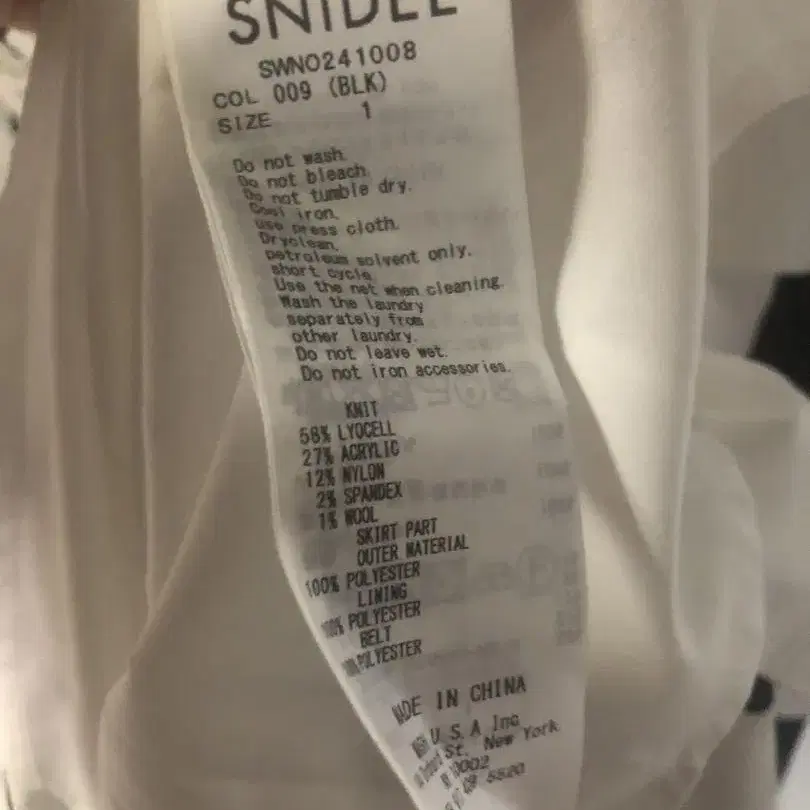 SNIDEL
SWNO241008
COL 009 (BLK)
SIZE 1
Do not wash.
Do not bleach.
Do not tumble dry.
Cool iron.
use press cloth.
Dryclean,
petroleum solvent only.
short cycle.
Use the net when cleaning.
Wash the laundry
separately from
other laundry.
Do not leave wet.
Do not iron accessories.
KNIT
58% LYOCELL
27% ACRYLIC
12% NYLON
2% SPANDEX
1% WOOL
SKIRT PART
OUTER MATERIAL
100% POLYESTER
LINING
100% POLYESTER
BELT
100% POLYESTER
MADE IN CHINA
U.S.A Inc
St. New York
10002
5520